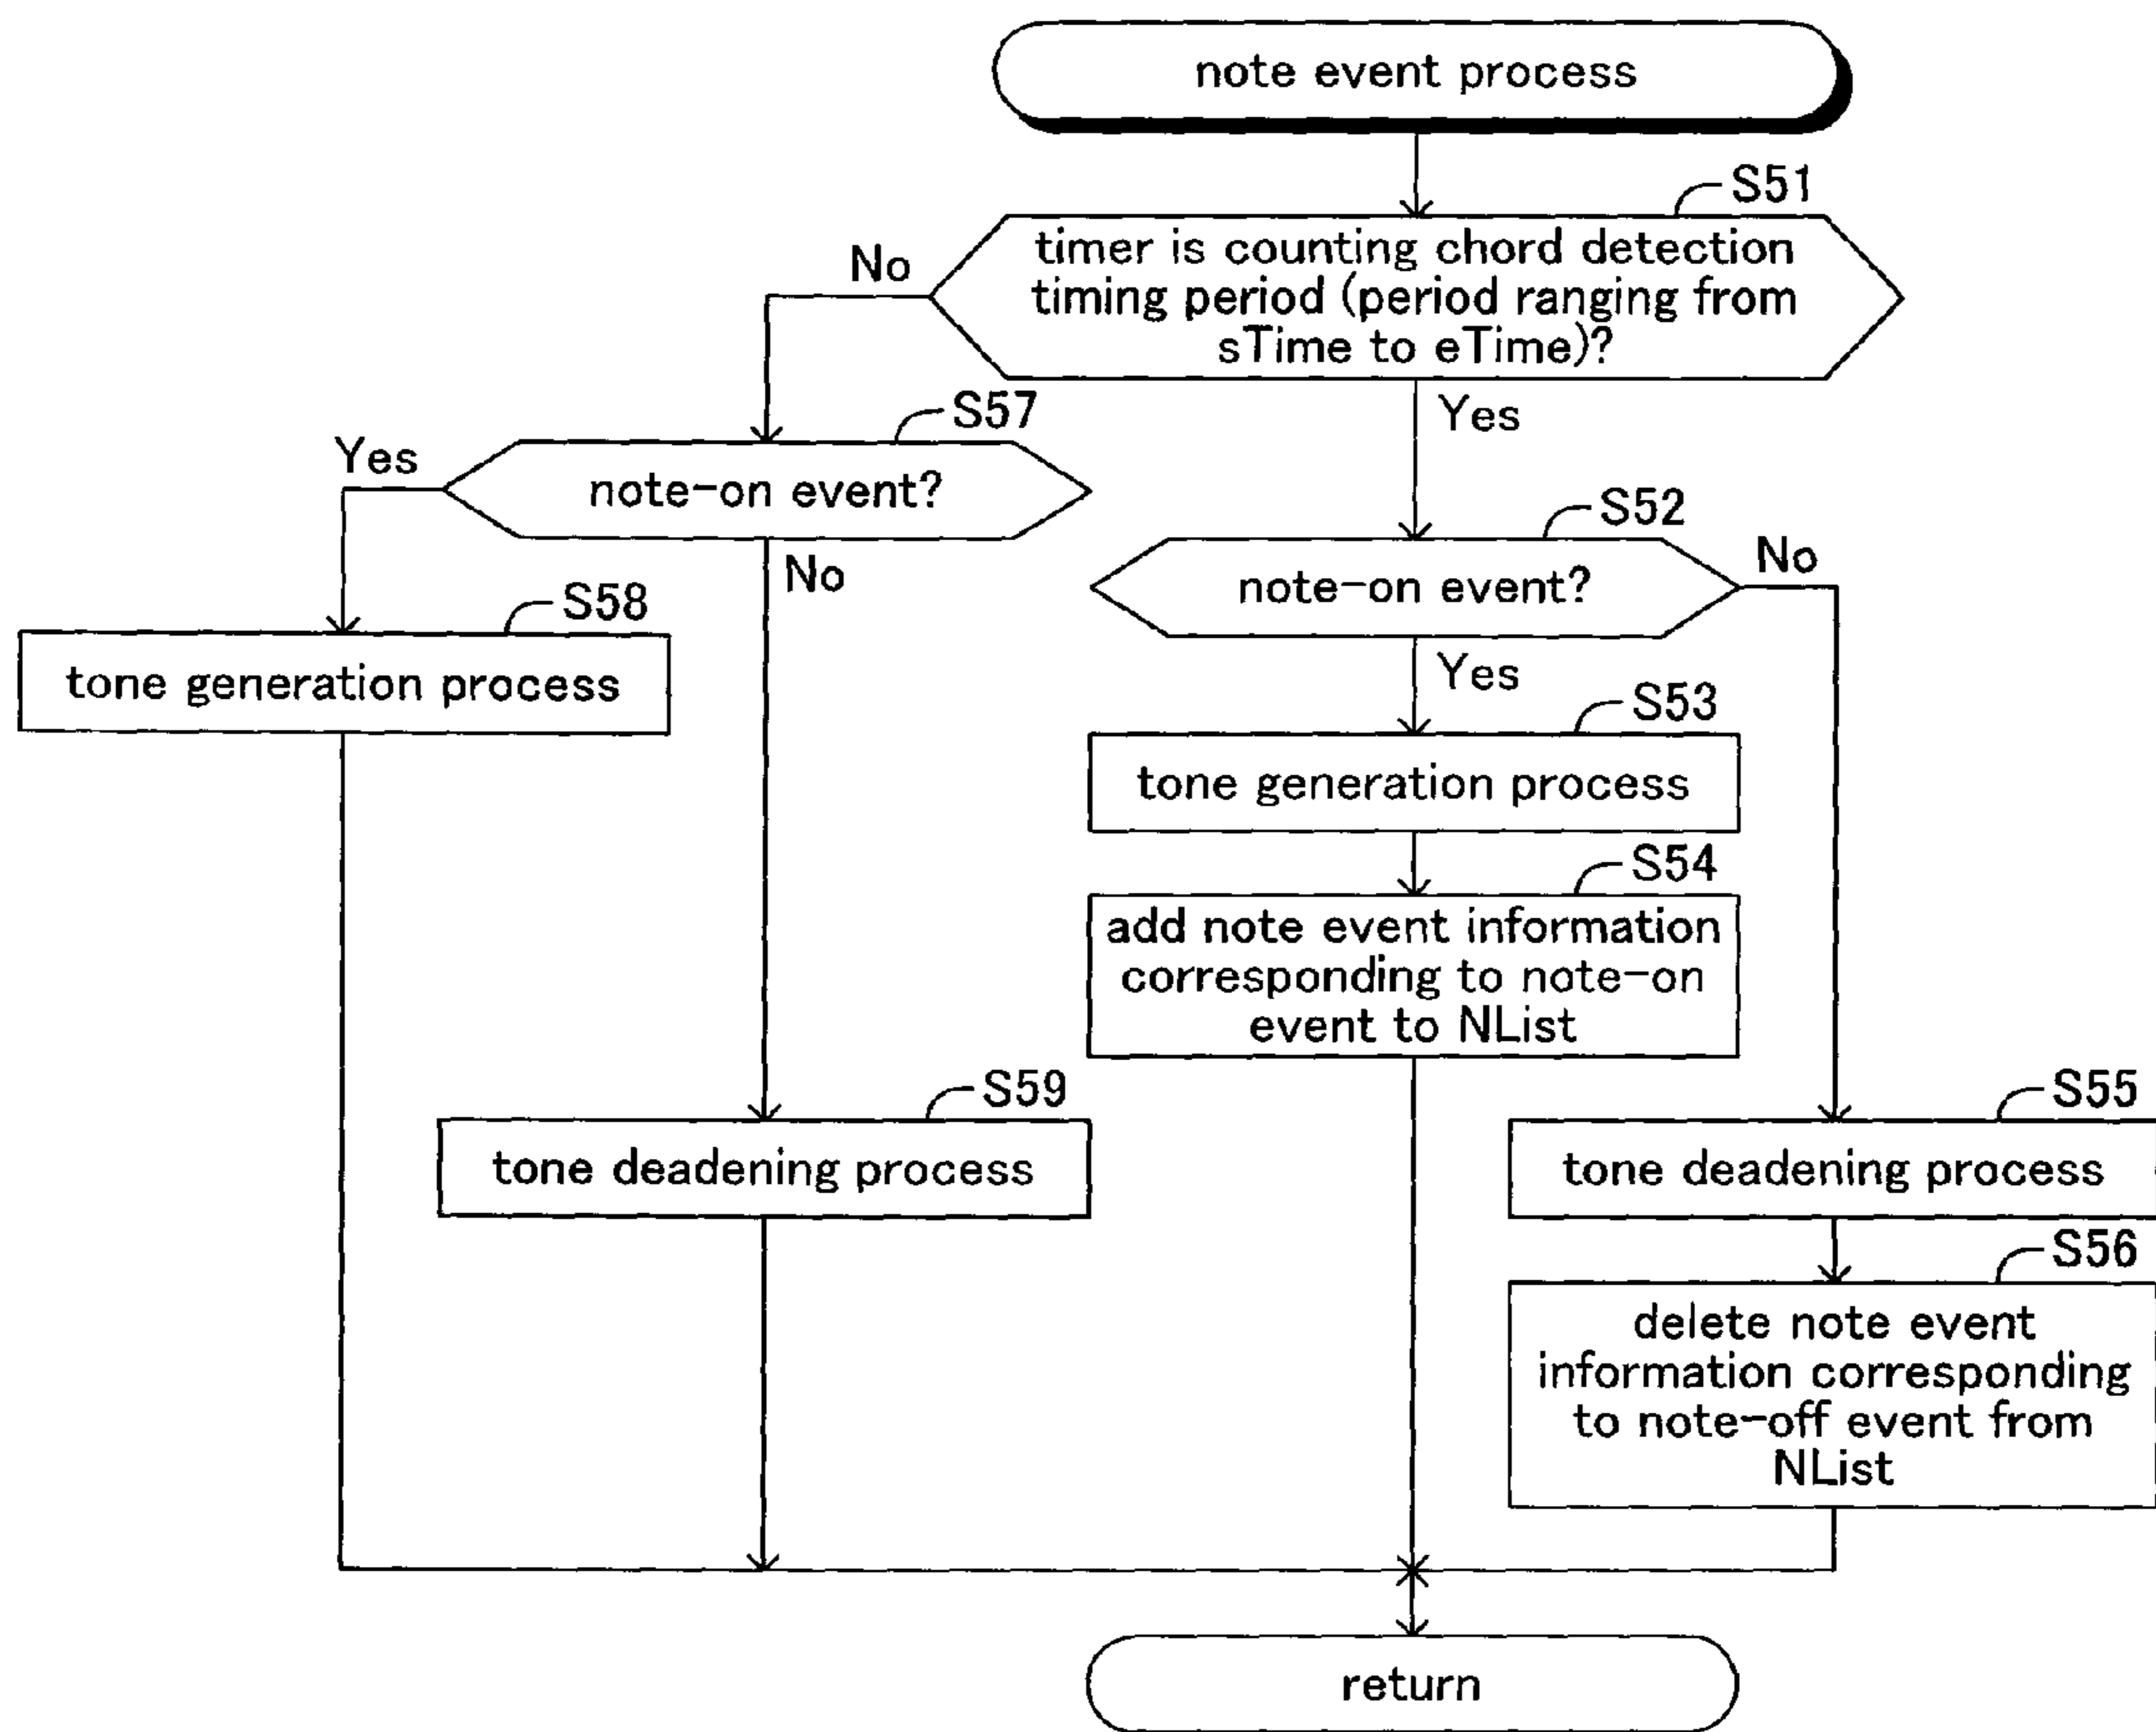 note event process
S51
timer is counting chord detection
timing period (period ranging from
sTime to eTime)?
No
Yes
S57
note-on event?
Yes
No
S52
note-on event?
No
Yes
S58
tone generation process
S53
tone generation process
S54
add note event information
corresponding to note-on
event to NList
S59
tone deadening process
S55
tone deadening process
S56
delete note event
information corresponding
to note-off event from
NList
return